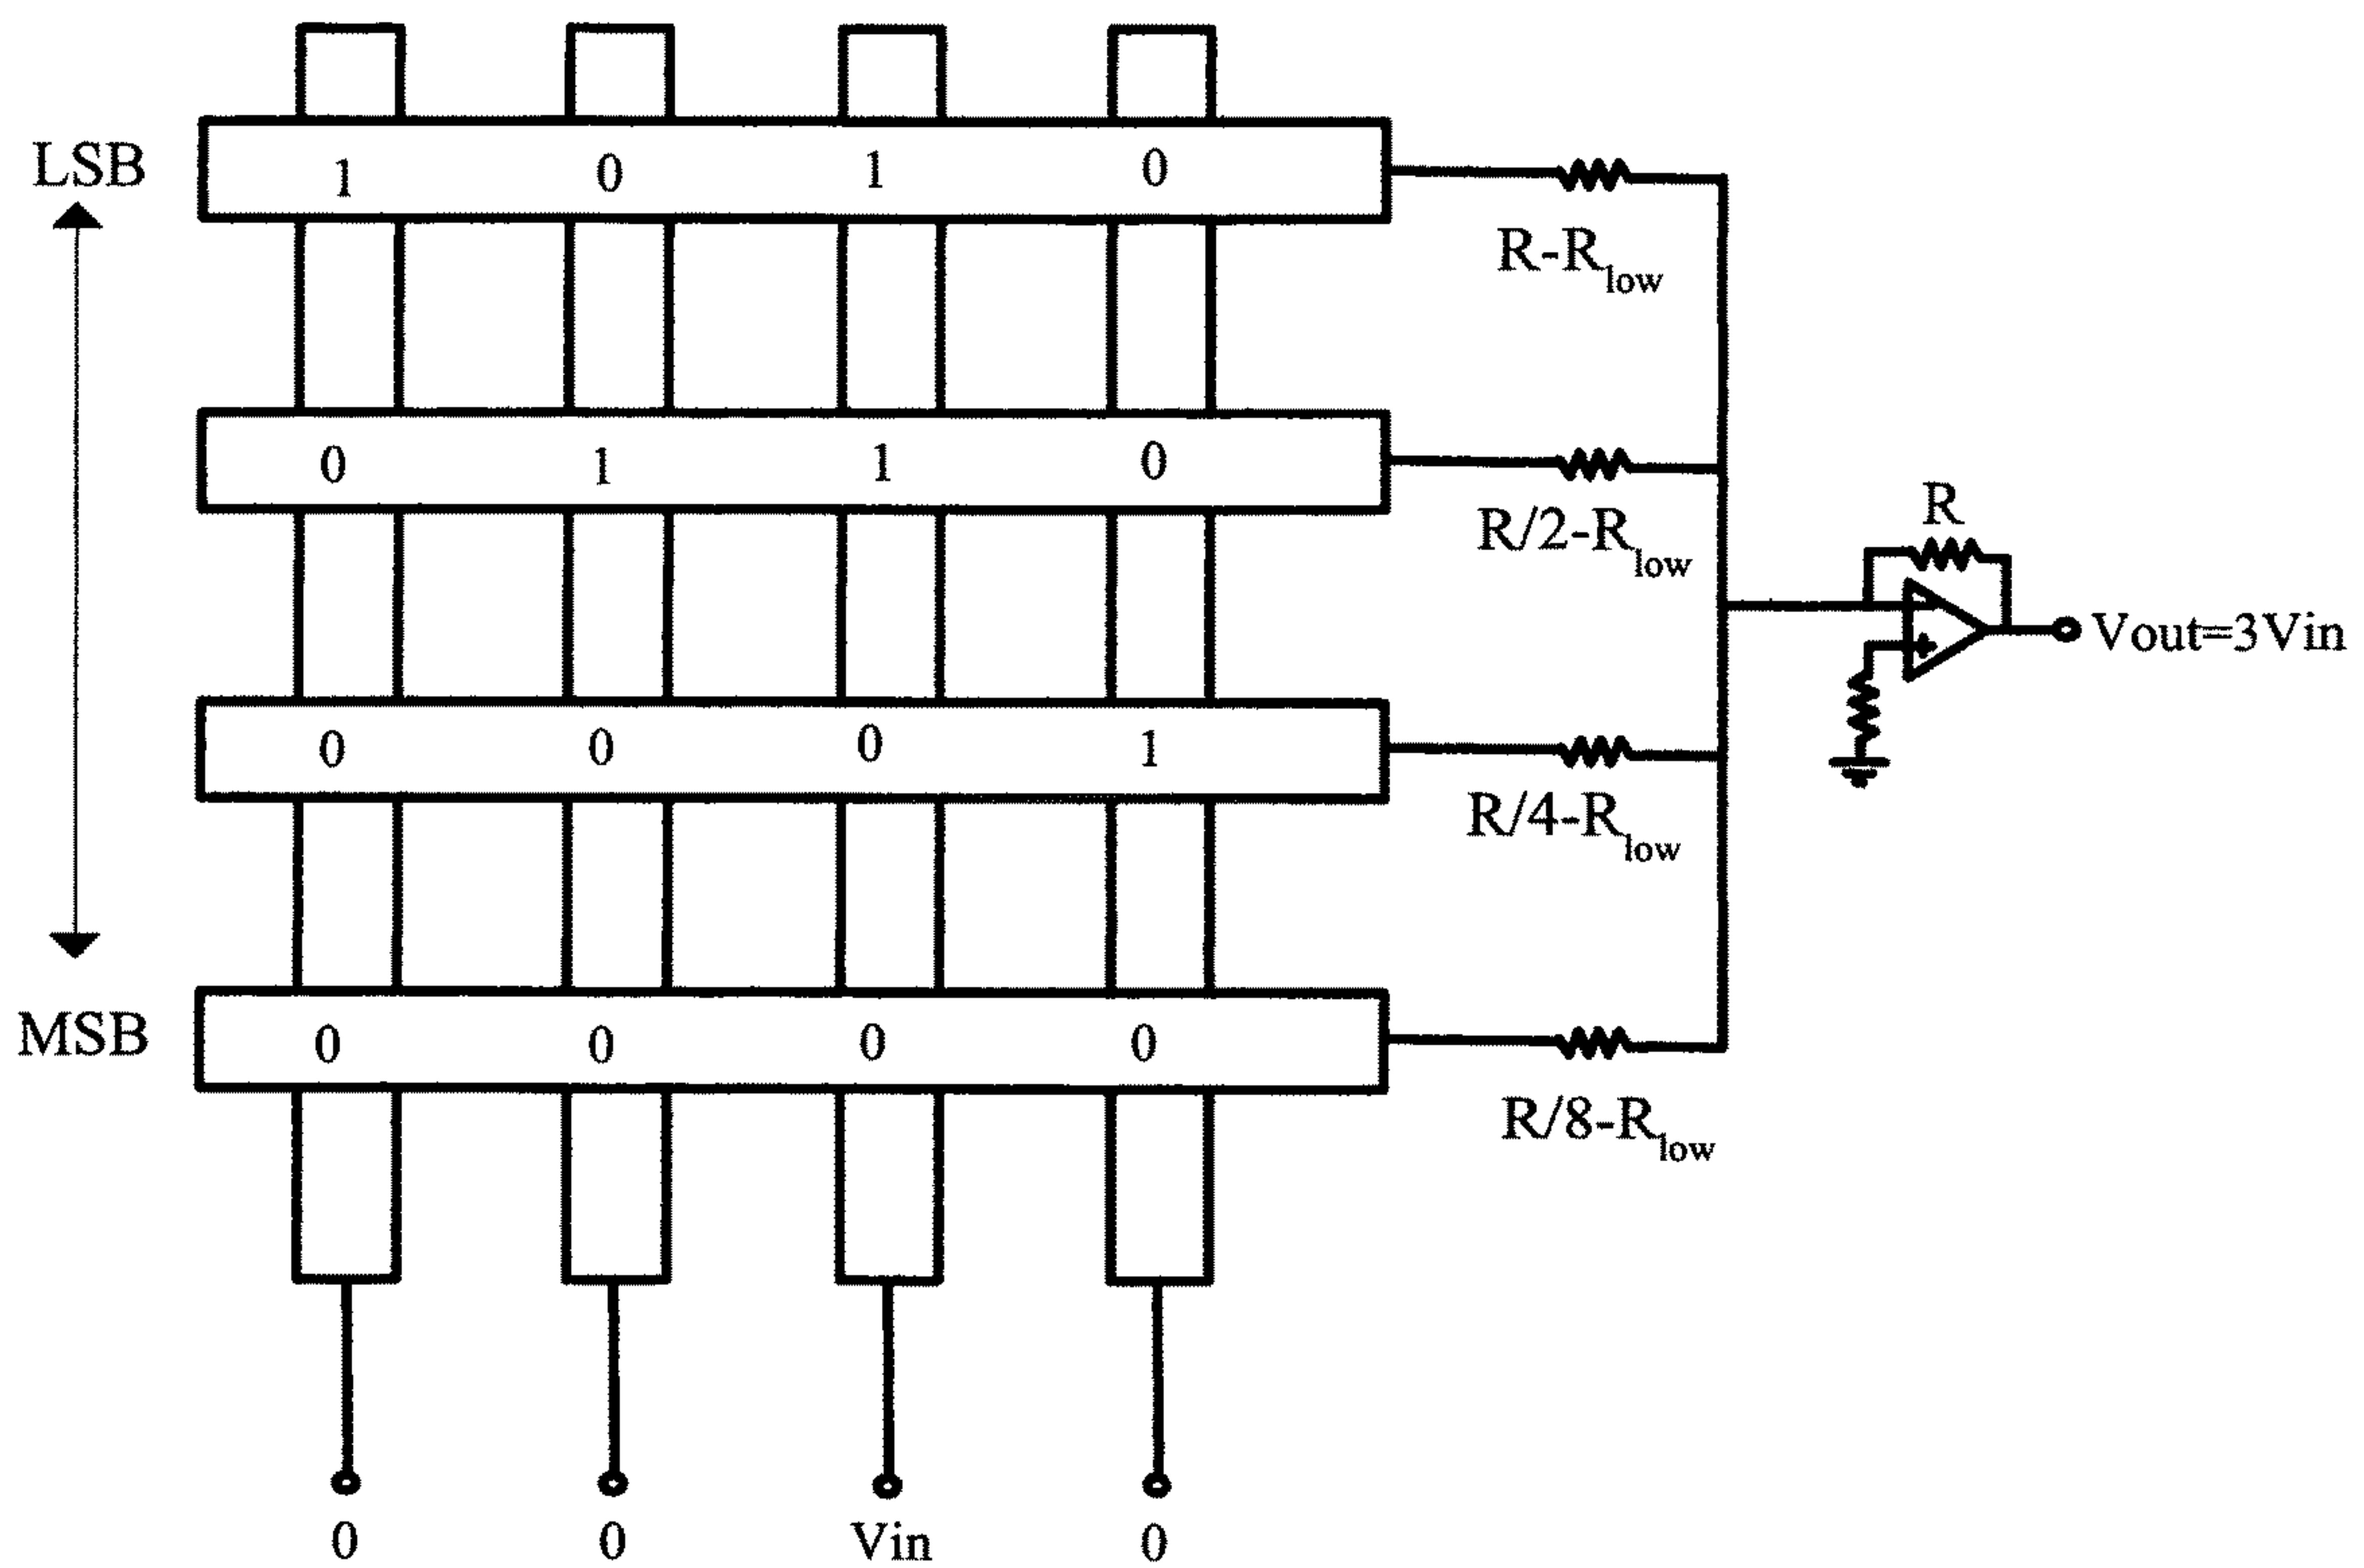 LSB
1 0 1 0
R-Rlow
0 1 1 0
R/2-Rlow
R
- +
Vout=3Vin
0 0 0 1
R/4-Rlow
MSB
0 0 0 0
R/8-Rlow
0 0 Vin 0